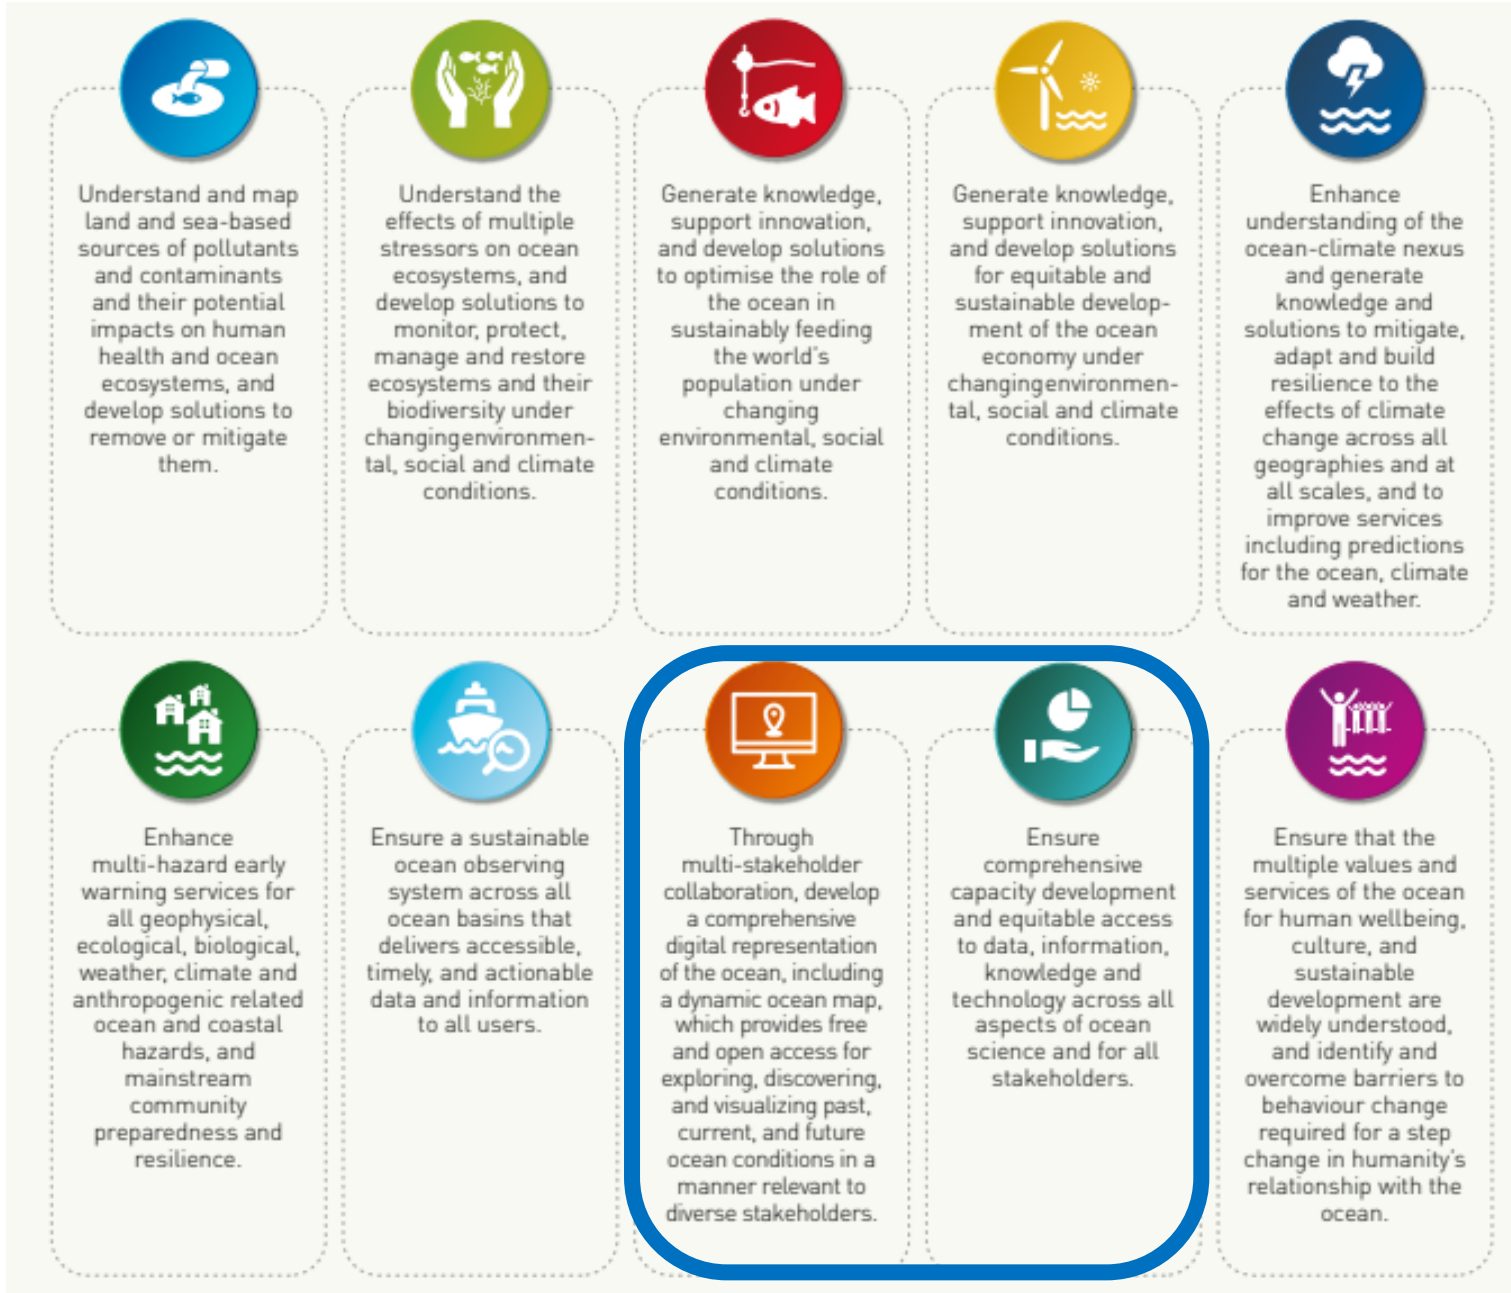 Understand and map
land and sea-based
sources of pollutants
and contaminants
and their potential
impacts on human
health and ocean
ecosystems, and
develop solutions to
remove or mitigate
them.
Understand the
effects of multiple
stressors on ocean
ecosystems, and
develop solutions to
monitor, protect,
manage and restore
ecosystems and their
biodiversity under
changingenvironmen-
tal, social and climate
conditions.
Generate knowledge,
support innovation,
and develop solutions
to optimise the role of
the ocean in
sustainably feeding
the world's
population under
changing
environmental, social
and climate
conditions.
Generate knowledge,
support innovation,
and develop solutions
for equitable and
sustainable develop-
ment of the ocean
economy under
changingenvironmen-
tal, social and climate
conditions.
Enhance
understanding of the
ocean-climate nexus
and generate
knowledge and
solutions to mitigate,
adapt and build
resilience to the
effects of climate
change across all
geographies and at
all scales, and to
improve services
including predictions
for the ocean, climate
and weather.
Enhance
multi-hazard early
warning services for
all geophysical,
ecological, biological,
weather, climate and
anthropogenic related
ocean and coastal
hazards, and
mainstream
community
preparedness and
resilience.
Ensure a sustainable
ocean observing
system across all
ocean basins that
delivers accessible,
timely, and actionable
data and information
to all users.
Through
multi-stakeholder
collaboration, develop
a comprehensive
digital representation
of the ocean, including
a dynamic ocean map,
which provides free
and open access for
exploring, discovering,
and visualizing past,
current, and future
ocean conditions in a
manner relevant to
diverse stakeholders.
Ensure
comprehensive
capacity development
and equitable access
to data, information,
knowledge and
technology across all
aspects of ocean
science and for all
stakeholders.
Ensure that the
multiple values and
services of the ocean
for human wellbeing,
culture, and
sustainable
development are
widely understood,
and identify and
overcome barriers to
behaviour change
required for a step
change in humanity's
relationship with the
ocean.